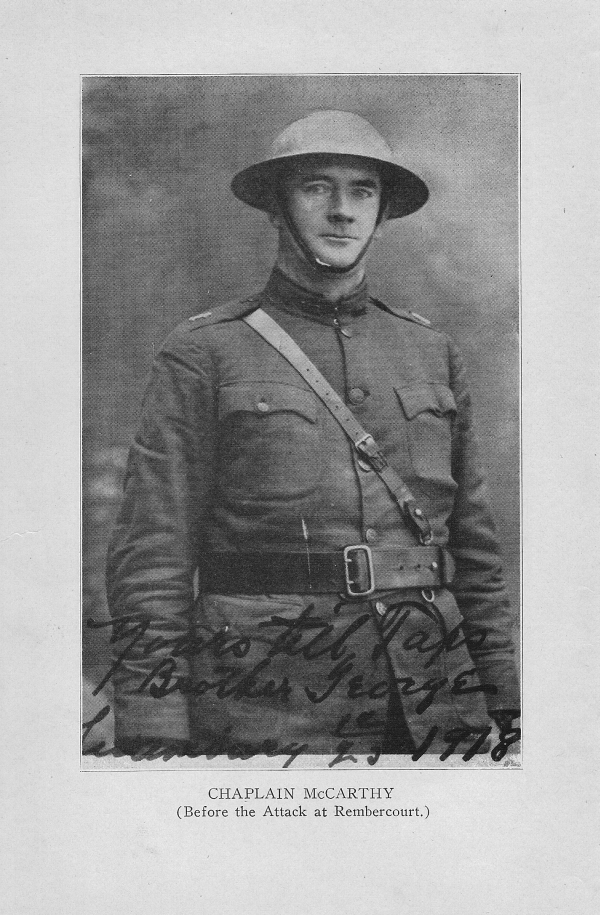 Yours till Taps
Brother George
1918
CHAPLAIN McCARTHY
(Before the Attack at Rembercourt.)